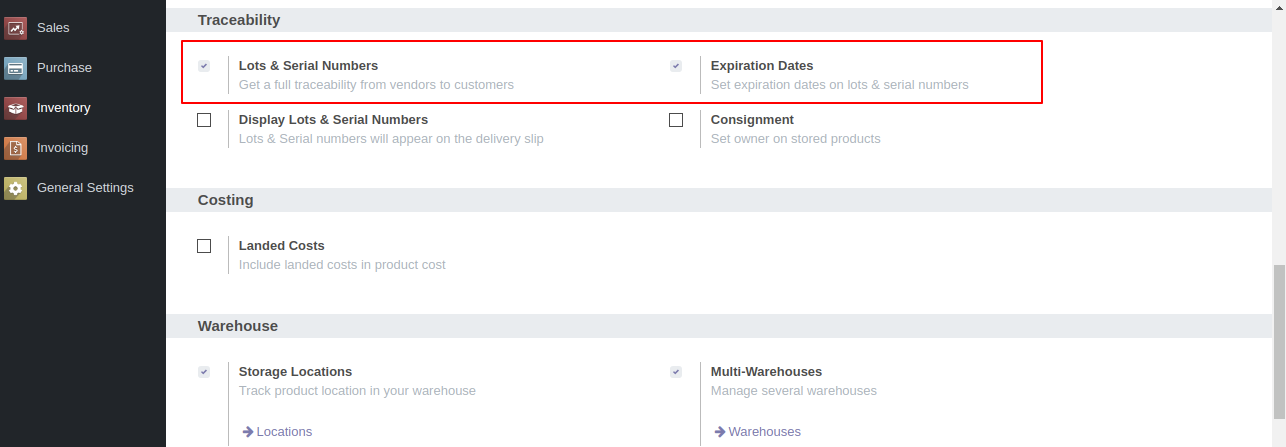 Sales
Purchase
Inventory
Invoicing
General Settings
Traceability
Lots & Serial Numbers
Get a full traceability from vendors to customers
Expiration Dates
Set expiration dates on lots & serial numbers
Display Lots & Serial Numbers
Lots & Serial numbers will appear on the delivery slip
Consignment
Set owner on stored products
Costing
Landed Costs
Include landed costs in product cost
Warehouse
Storage Locations
Track product location in your warehouse
Locations
Multi-Warehouses
Manage several warehouses
Warehouses